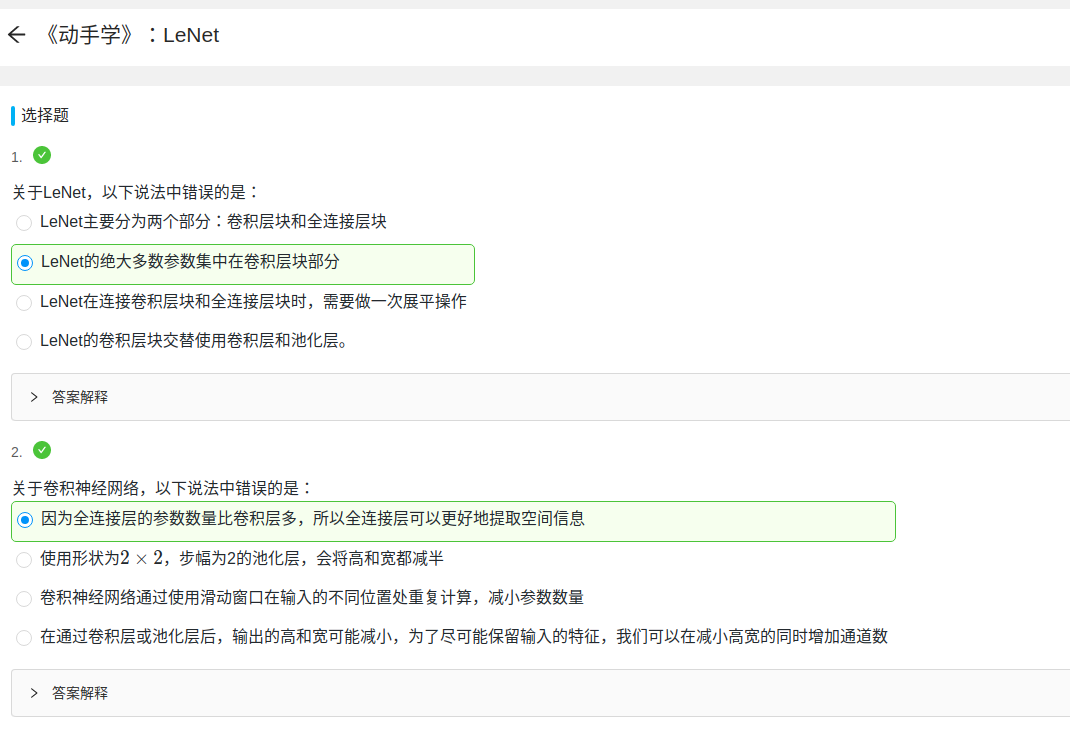 《动手学》：LeNet
选择题
1.
关于LeNet，以下说法中错误的是：
LeNet主要分为两个部分：卷积层块和全连接层块
LeNet的绝大多数参数集中在卷积层块部分
LeNet在连接卷积层块和全连接层块时，需要做一次展平操作
LeNet的卷积层块交替使用卷积层和池化层。
答案解释
2.
关于卷积神经网络，以下说法中错误的是：
因为全连接层的参数数量比卷积层多，所以全连接层可以更好地提取空间信息
使用形状为2 × 2，步幅为2的池化层，会将高和宽都减半
卷积神经网络通过使用滑动窗口在输入的不同位置处重复计算，减小参数数量
在通过卷积层或池化层后，输出的高和宽可能减小，为了尽可能保留输入的特征，我们可以在减小高宽的同时增加通道数
答案解释